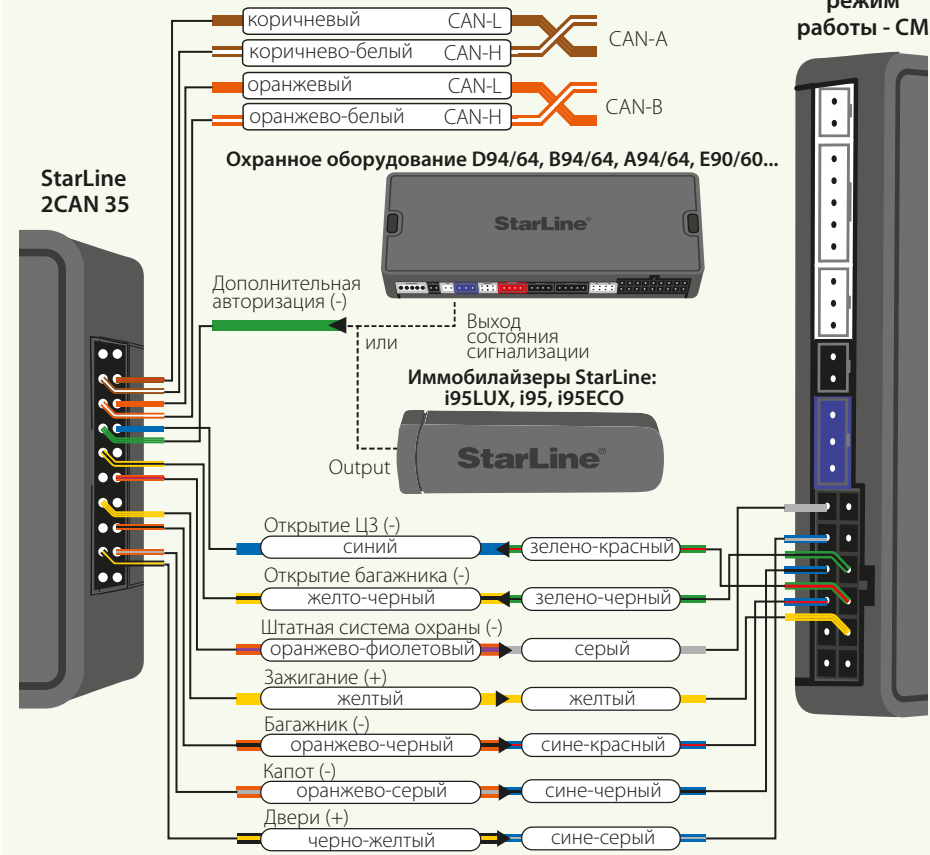 режим
работы - СМ
коричневый CAN-L
коричнево-белый CAN-H
CAN-A
оранжевый CAN-L
оранжево-белый CAN-H
CAN-B
Охранное оборудование D94/64, B94/64, A94/64, E90/60...
StarLine
2CAN 35
StarLine®
Дополнительная
авторизация (-)
или
Выход
состояния
сигнализации
Иммобилайзеры StarLine:
i95LUX, i95, i95ECO
Output
StarLine®
Открытие ЦЗ (-)
синий
зелено-красный
Открытие багажника (-)
желто-черный
зелено-черный
Штатная система охраны (-)
оранжево-фиолетовый
серый
Зажигание (+)
желтый
желтый
Багажник (-)
оранжево-черный
сине-красный
Капот (-)
оранжево-серый
сине-черный
Двери (+)
черно-желтый
сине-серый